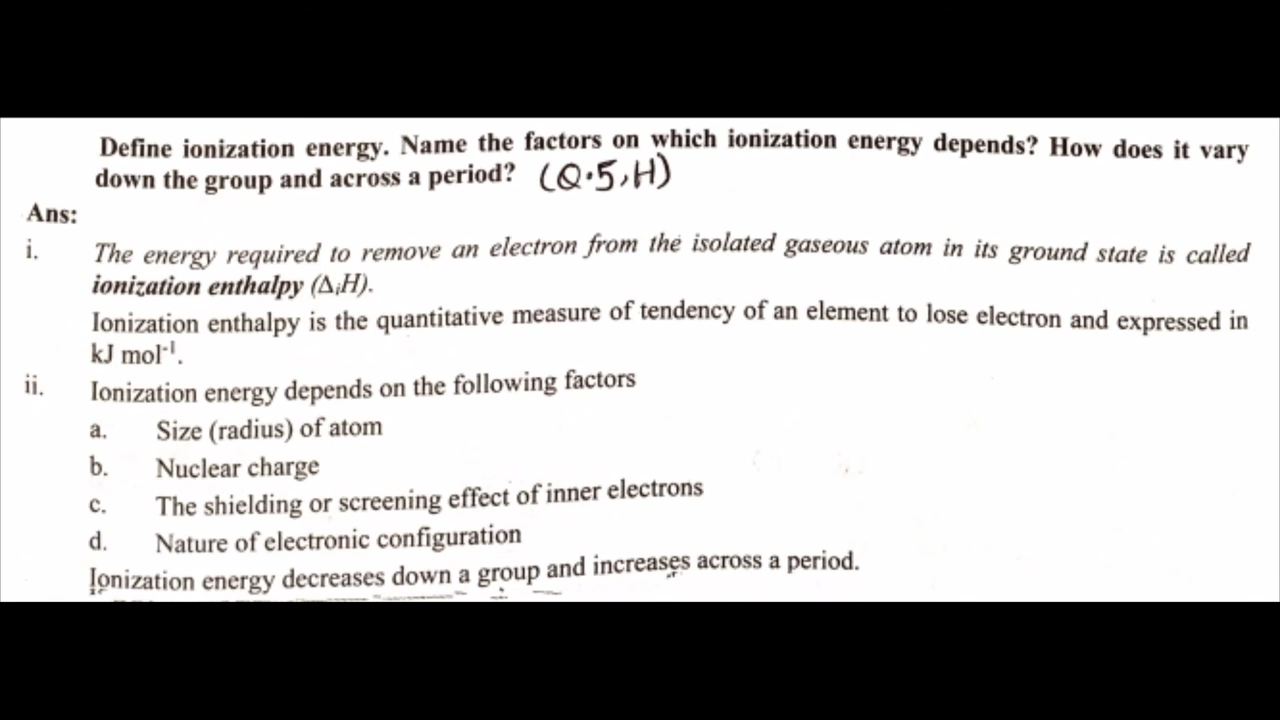 Define ionization energy. Name the factors on which ionization energy depends? How does it vary
down the group and across a period? (Q.5,H)
Ans:
i. The energy required to remove an electron from the isolated gaseous atom in its ground state is called
ionization enthalpy (ΔᵢH).
Ionization enthalpy is the quantitative measure of tendency of an element to lose electron and expressed in
kJ mol⁻¹.
ii. Ionization energy depends on the following factors
a. Size (radius) of atom
b. Nuclear charge
c. The shielding or screening effect of inner electrons
d. Nature of electronic configuration
Ionization energy decreases down a group and increases across a period.